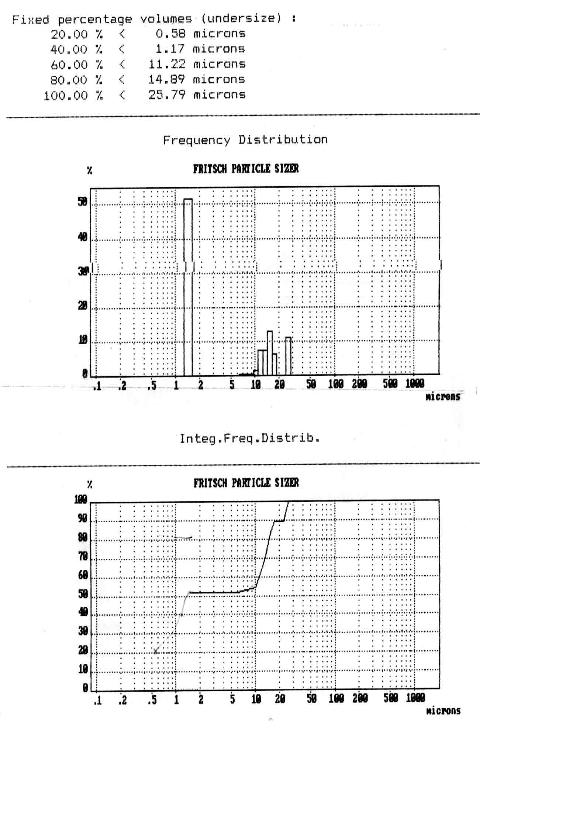 Fixed percentage volumes (undersize) :
20.00 % < 0.58 microns
40.00 % < 1.17 microns
60.00 % < 11.22 microns
80.00 % < 14.89 microns
100.00 % < 25.79 microns
Frequency Distribution
% FRITSCH PARTICLE SIZER
50
40
30
20
10
0
.1 .2 .5 1 2 5 10 20 50 100 200 500 1000
microns
Integ.Freq.Distrib.
% FRITSCH PARTICLE SIZER
100
90
80
70
60
50
40
30
20
10
0
.1 .2 .5 1 2 5 10 20 50 100 200 500 1000
microns